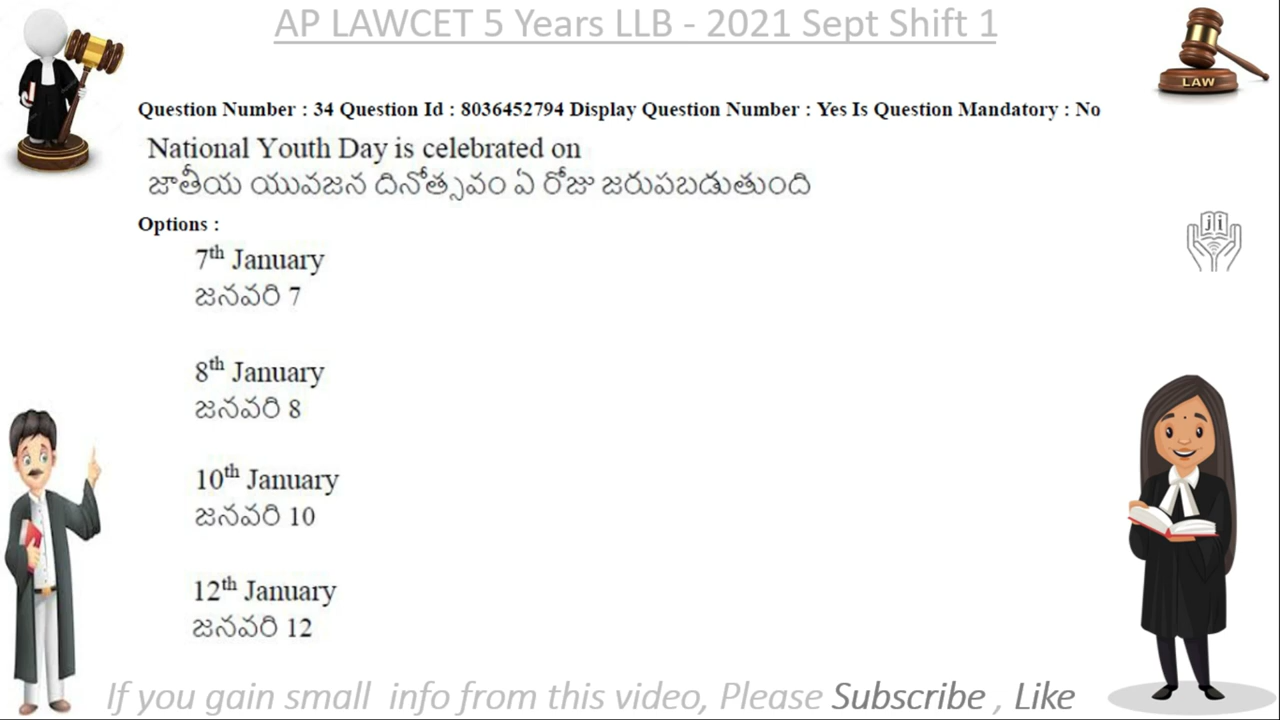 AP LAWCET 5 Years LLB - 2021 Sept Shift 1
LAW
Question Number : 34 Question Id : 8036452794 Display Question Number : Yes Is Question Mandatory : No
National Youth Day is celebrated on
జాతీయ యువజన దినోత్సవం ఏ రోజు జరుపబడుతుంది
Options :
ji
7th January
జనవరి 7
8th January
జనవరి 8
10th January
జనవరి 10
12th January
జనవరి 12
If you gain small info from this video, Please Subscribe , Like